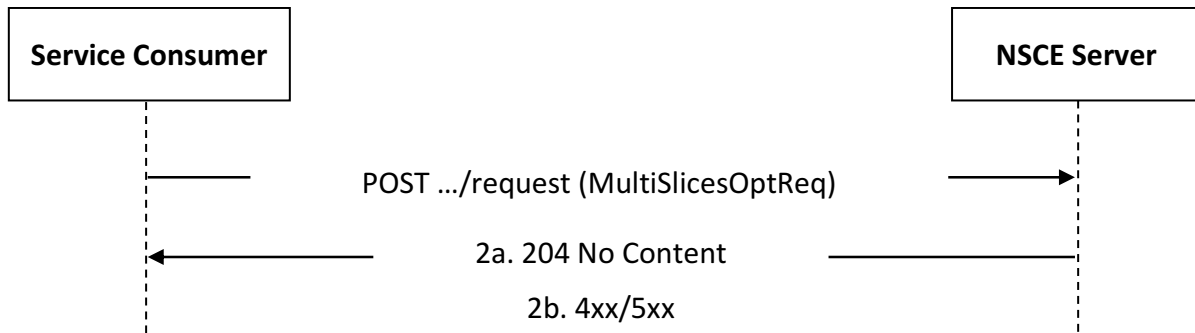 Service Consumer
NSCE Server
POST …/request (MultiSlicesOptReq)
2a. 204 No Content
2b. 4xx/5xx